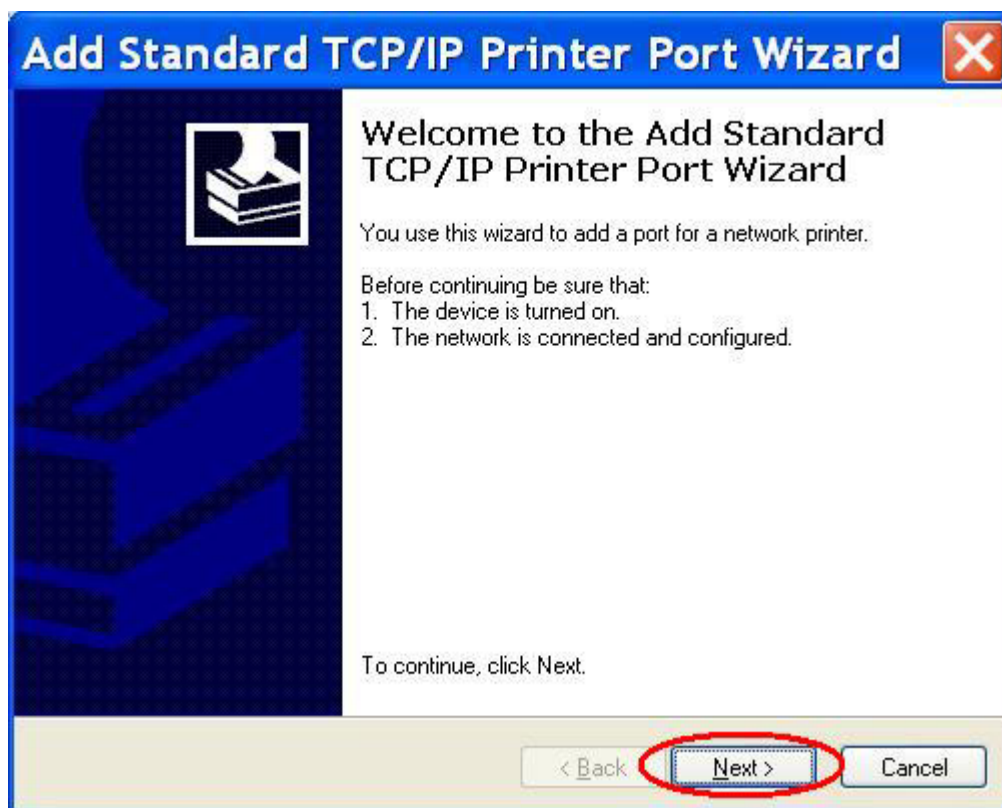 Add Standard TCP/IP Printer Port Wizard
Welcome to the Add Standard
TCP/IP Printer Port Wizard
You use this wizard to add a port for a network printer.
Before continuing be sure that:
1. The device is turned on.
2. The network is connected and configured.
To continue, click Next.
< Back
Next >
Cancel